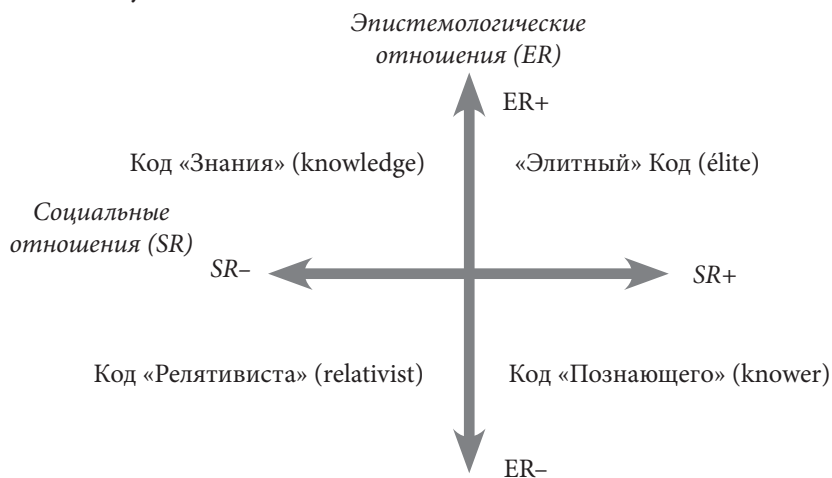 Эпистемологические
отношения (ER)
ER+
Код «Знания» (knowledge)
«Элитный» Код (élite)
Социальные
отношения (SR)
SR–
SR+
Код «Релятивиста» (relativist)
Код «Познающего» (knower)
ER–